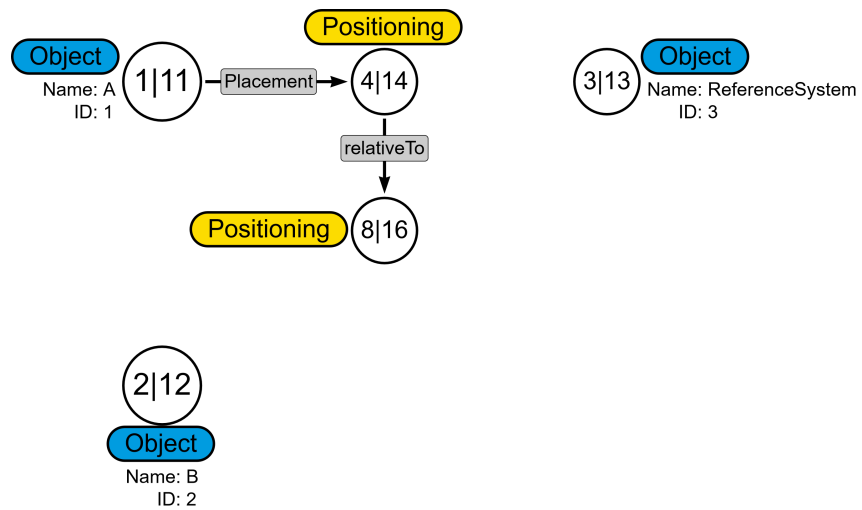 Positioning
Object
1|11
Placement
4|14
3|13
Object
Name: A
ID: 1
Name: ReferenceSystem
ID: 3
relativeTo
Positioning
8|16
2|12
Object
Name: B
ID: 2